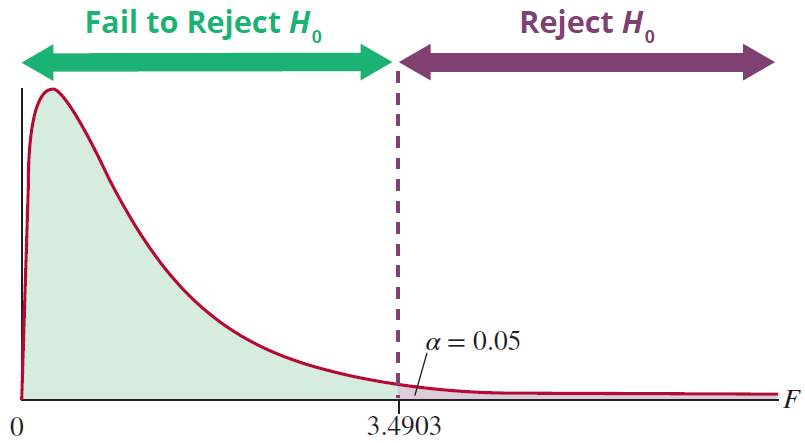 Fail to Reject H₀
Reject H₀
α = 0.05
F
0
3.4903